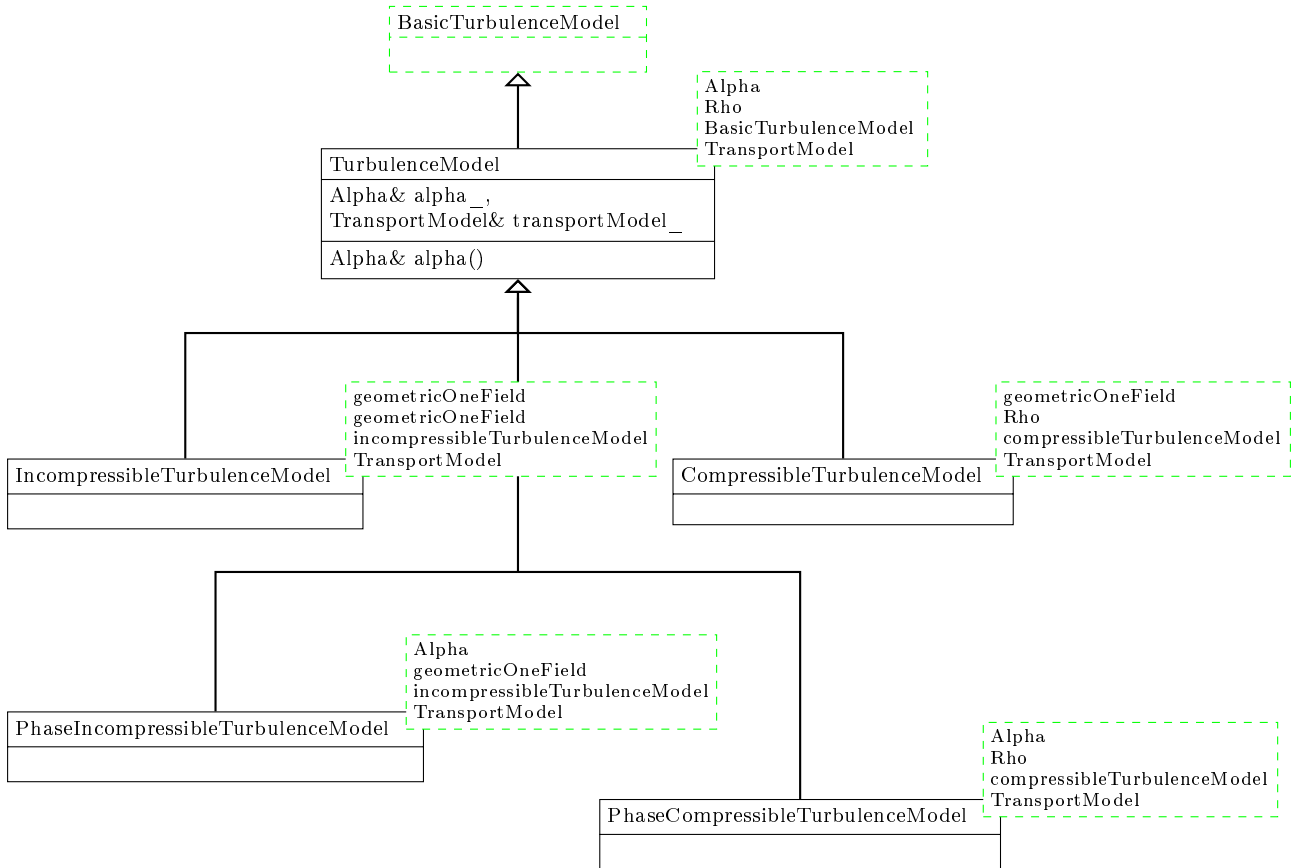 BasicTurbulenceModel
Alpha
Rho
BasicTurbulenceModel
TransportModel
TurbulenceModel
Alpha& alpha_,
TransportModel& transportModel_
Alpha& alpha()
geometricOneField
geometricOneField
incompressibleTurbulenceModel
TransportModel
IncompressibleTurbulenceModel
geometricOneField
Rho
compressibleTurbulenceModel
TransportModel
CompressibleTurbulenceModel
Alpha
geometricOneField
incompressibleTurbulenceModel
TransportModel
PhaseIncompressibleTurbulenceModel
Alpha
Rho
compressibleTurbulenceModel
TransportModel
PhaseCompressibleTurbulenceModel